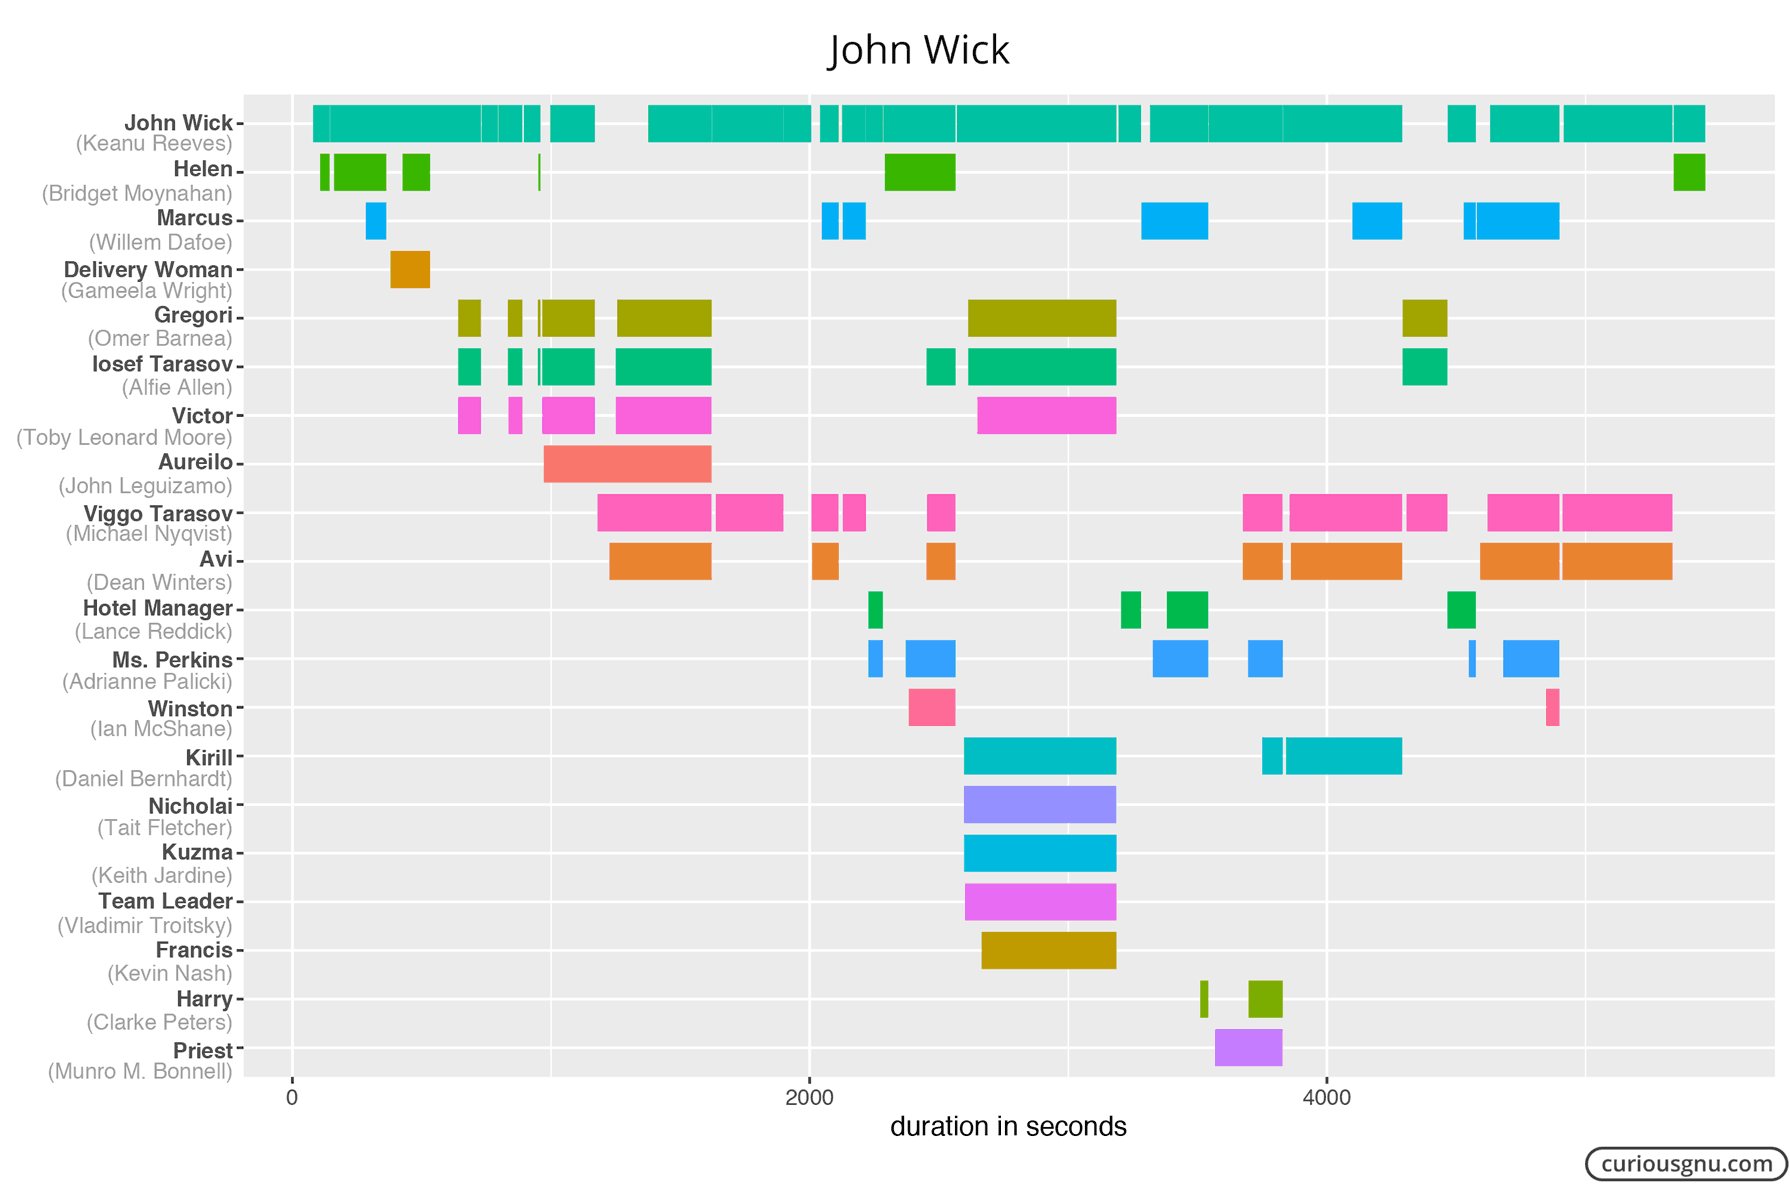 John Wick
John Wick
(Keanu Reeves)
Helen
(Bridget Moynahan)
Marcus
(Willem Dafoe)
Delivery Woman
(Gameela Wright)
Gregori
(Omer Barnea)
Iosef Tarasov
(Alfie Allen)
Victor
(Toby Leonard Moore)
Aureilo
(John Leguizamo)
Viggo Tarasov
(Michael Nyqvist)
Avi
(Dean Winters)
Hotel Manager
(Lance Reddick)
Ms. Perkins
(Adrianne Palicki)
Winston
(Ian McShane)
Kirill
(Daniel Bernhardt)
Nicholai
(Tait Fletcher)
Kuzma
(Keith Jardine)
Team Leader
(Vladimir Troitsky)
Francis
(Kevin Nash)
Harry
(Clarke Peters)
Priest
(Munro M. Bonnell)
0 2000 4000
duration in seconds
curiousgnu.com